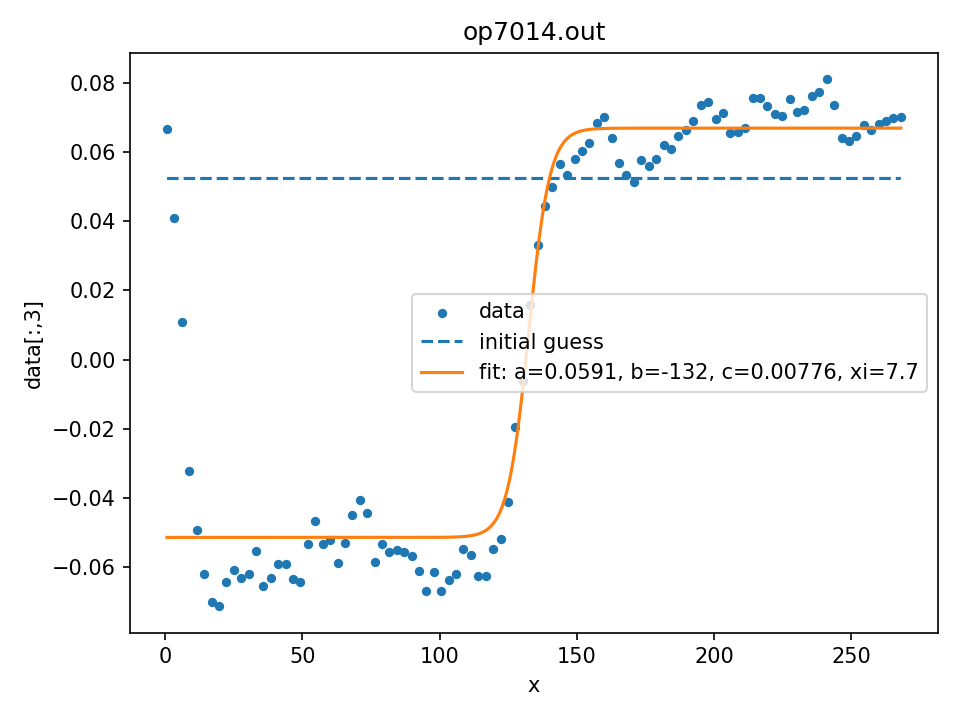 op7014.out
0.08
0.06
0.04
0.02
0.00
−0.02
−0.04
−0.06
data[:,3]
data
initial guess
fit: a=0.0591, b=-132, c=0.00776, xi=7.7
0 50 100 150 200 250
x